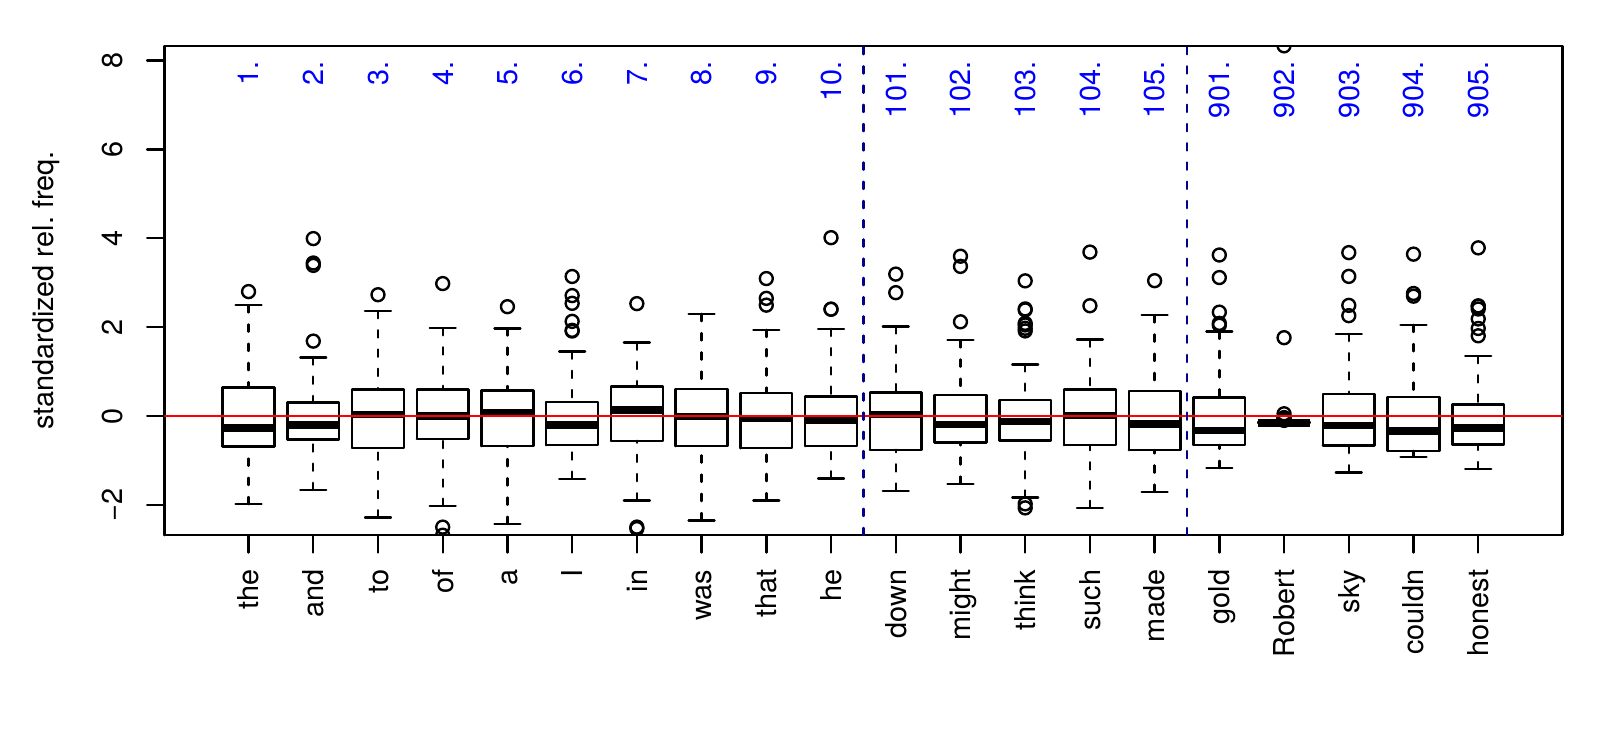 standardized rel. freq.
8
6
4
2
0
−2
1. 2. 3. 4. 5. 6. 7. 8. 9. 10. 101. 102. 103. 104. 105. 901. 902. 903. 904. 905.
the and to of a I in was that he down might think such made gold Robert sky couldn honest